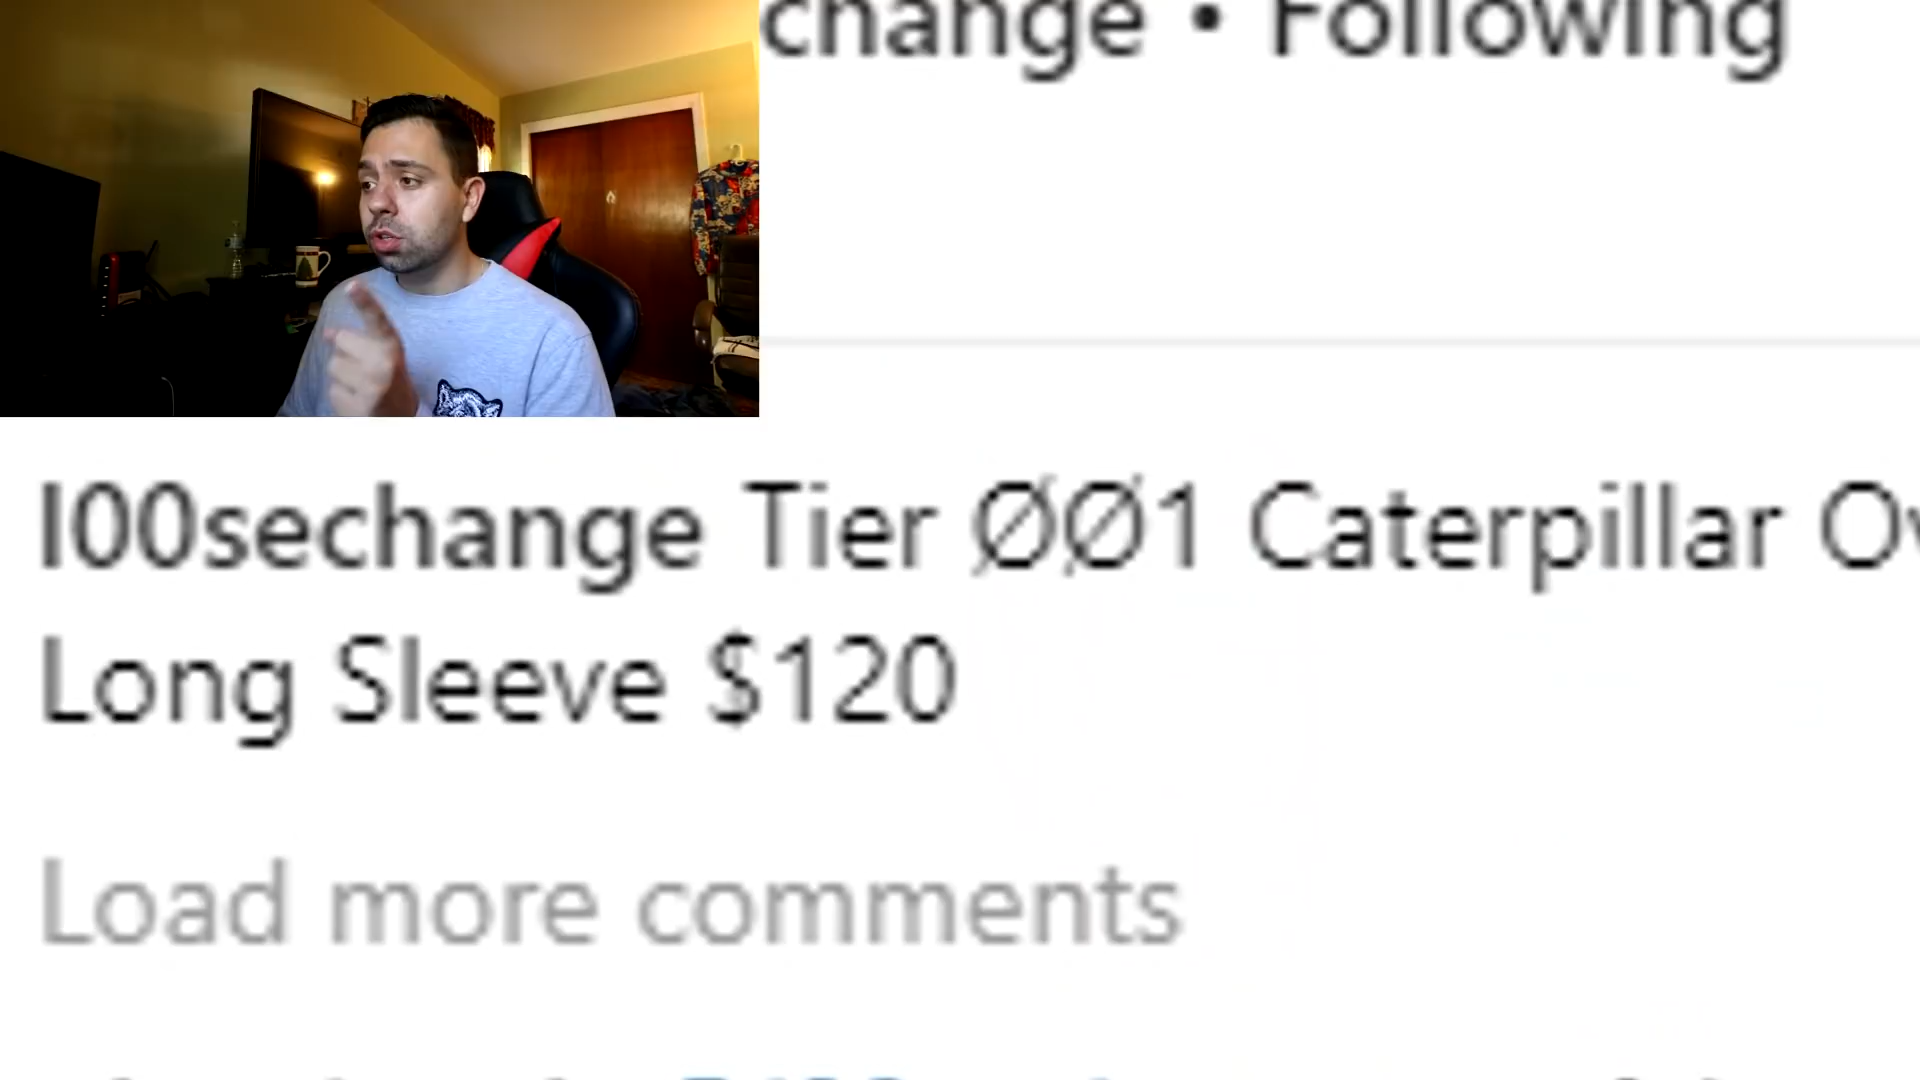 change • Following
l00sechange Tier ØØ1 Caterpillar
Long Sleeve $120
Load more comments